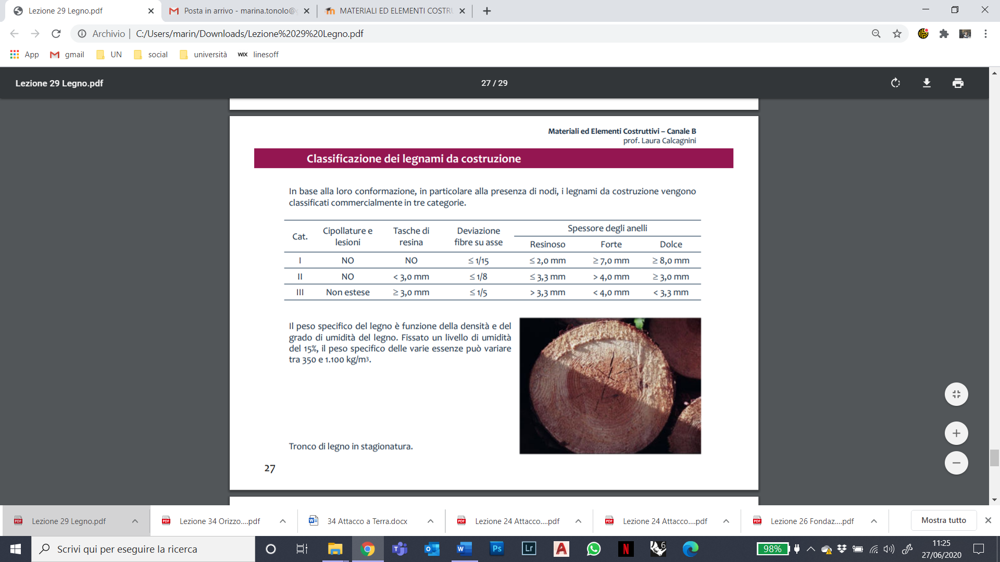 Lezione 29 Legno.pdf
Posta in arrivo - marina.tonolo@
MATERIALI ED ELEMENTI COSTRU
Archivio
C:/Users/marin/Downloads/Lezione%2029%20Legno.pdf
App
gmail
UN
social
università
WIX linesoff
Lezione 29 Legno.pdf
27 / 29
Materiali ed Elementi Costruttivi – Canale B
prof. Laura Calcagnini
Classificazione dei legnami da costruzione
In base alla loro conformazione, in particolare alla presenza di nodi, i legnami da costruzione vengono
classificati commercialmente in tre categorie.
Cat. Cipollature e lesioni Tasche di resina Deviazione fibre su asse Spessore degli anelli
Resinoso Forte Dolce
I NO NO ≤ 1/15 ≤ 2,0 mm ≥ 7,0 mm ≥ 8,0 mm
II NO < 3,0 mm ≤ 1/8 ≤ 3,3 mm > 4,0 mm ≥ 3,0 mm
III Non estese ≥ 3,0 mm ≤ 1/5 > 3,3 mm < 4,0 mm < 3,3 mm
Il peso specifico del legno è funzione della densità e del
grado di umidità del legno. Fissato un livello di umidità
del 15%, il peso specifico delle varie essenze può variare
tra 350 e 1.100 kg/m³.
Tronco di legno in stagionatura.
27
Lezione 29 Legno.pdf
Lezione 34 Orizzo....pdf
34 Attacco a Terra.docx
Lezione 24 Attacco....pdf
Lezione 24 Attacco....pdf
Lezione 26 Fondaz....pdf
Mostra tutto
Scrivi qui per eseguire la ricerca
98%
11:25
27/06/2020